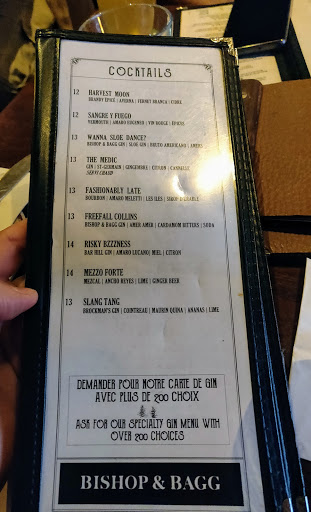 COCKTAILS
12 HARVEST MOON
BRANDY ÉPICÉ | AVERNA | FERNET BRANCA | CIDRE
12 SANGRE Y FUEGO
VERMOUTH | AMARO LUCANO | VIN ROUGE | ÉPICES
13 WANNA SLOE DANCE?
BISHOP & BAGG GIN | SLOE GIN | BRUTO AMERICANO | AMER
13 THE MEDIC
GIN | ST-GERMAIN | GINGEMBRE | CITRON |
13 FASHIONABLY LATE
BOURBON | AMARO MELETTI | LES ÎLES | SIROP D'ÉRABLE
13 FREEFALL COLLINS
BISHOP & BAGG GIN | AMER AMER | CARDAMOM BITTERS | SODA
14 RISKY BZZZNESS
BAR HILL GIN | AMARO LUCANO | MIEL | CITRON
14 MEZZO FORTE
MEZCAL | ANCHO REYES | LIME | GINGER BEER
13 SLANG TANG
BROCKMAN'S GIN | COINTREAU | MAURIN QUINA | ANANAS | LIME
DEMANDER POUR NOTRE CARTE DE GIN
AVEC PLUS DE 200 CHOIX
ASK FOR OUR SPECIALTY GIN MENU WITH
OVER 200 CHOICES
BISHOP & BAGG